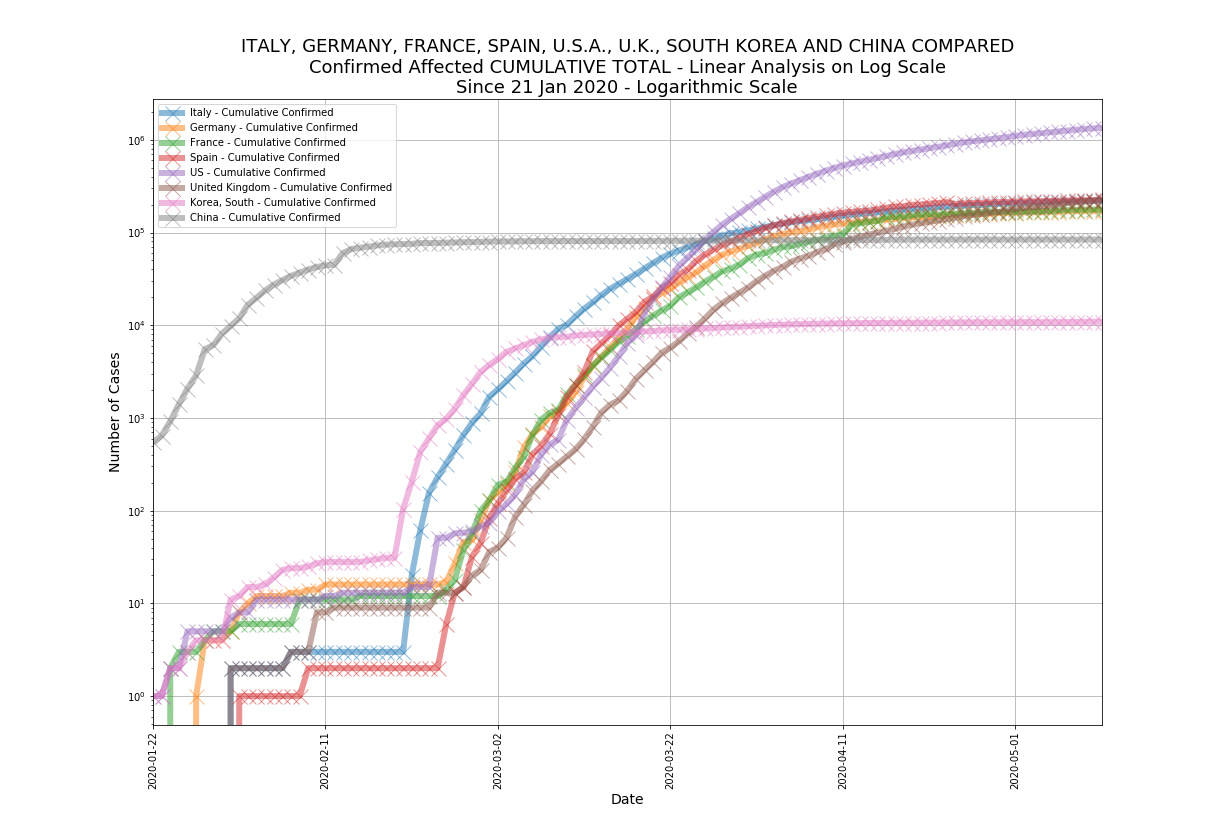 ITALY, GERMANY, FRANCE, SPAIN, U.S.A., U.K., SOUTH KOREA AND CHINA COMPARED
Confirmed Affected CUMULATIVE TOTAL - Linear Analysis on Log Scale
Since 21 Jan 2020 - Logarithmic Scale
Italy - Cumulative Confirmed
Germany - Cumulative Confirmed
France - Cumulative Confirmed
Spain - Cumulative Confirmed
US - Cumulative Confirmed
United Kingdom - Cumulative Confirmed
Korea, South - Cumulative Confirmed
China - Cumulative Confirmed
Number of Cases
10⁶
10⁵
10⁴
10³
10²
10¹
10⁰
2020-01-22
2020-02-11
2020-03-02
2020-03-22
2020-04-11
2020-05-01
Date